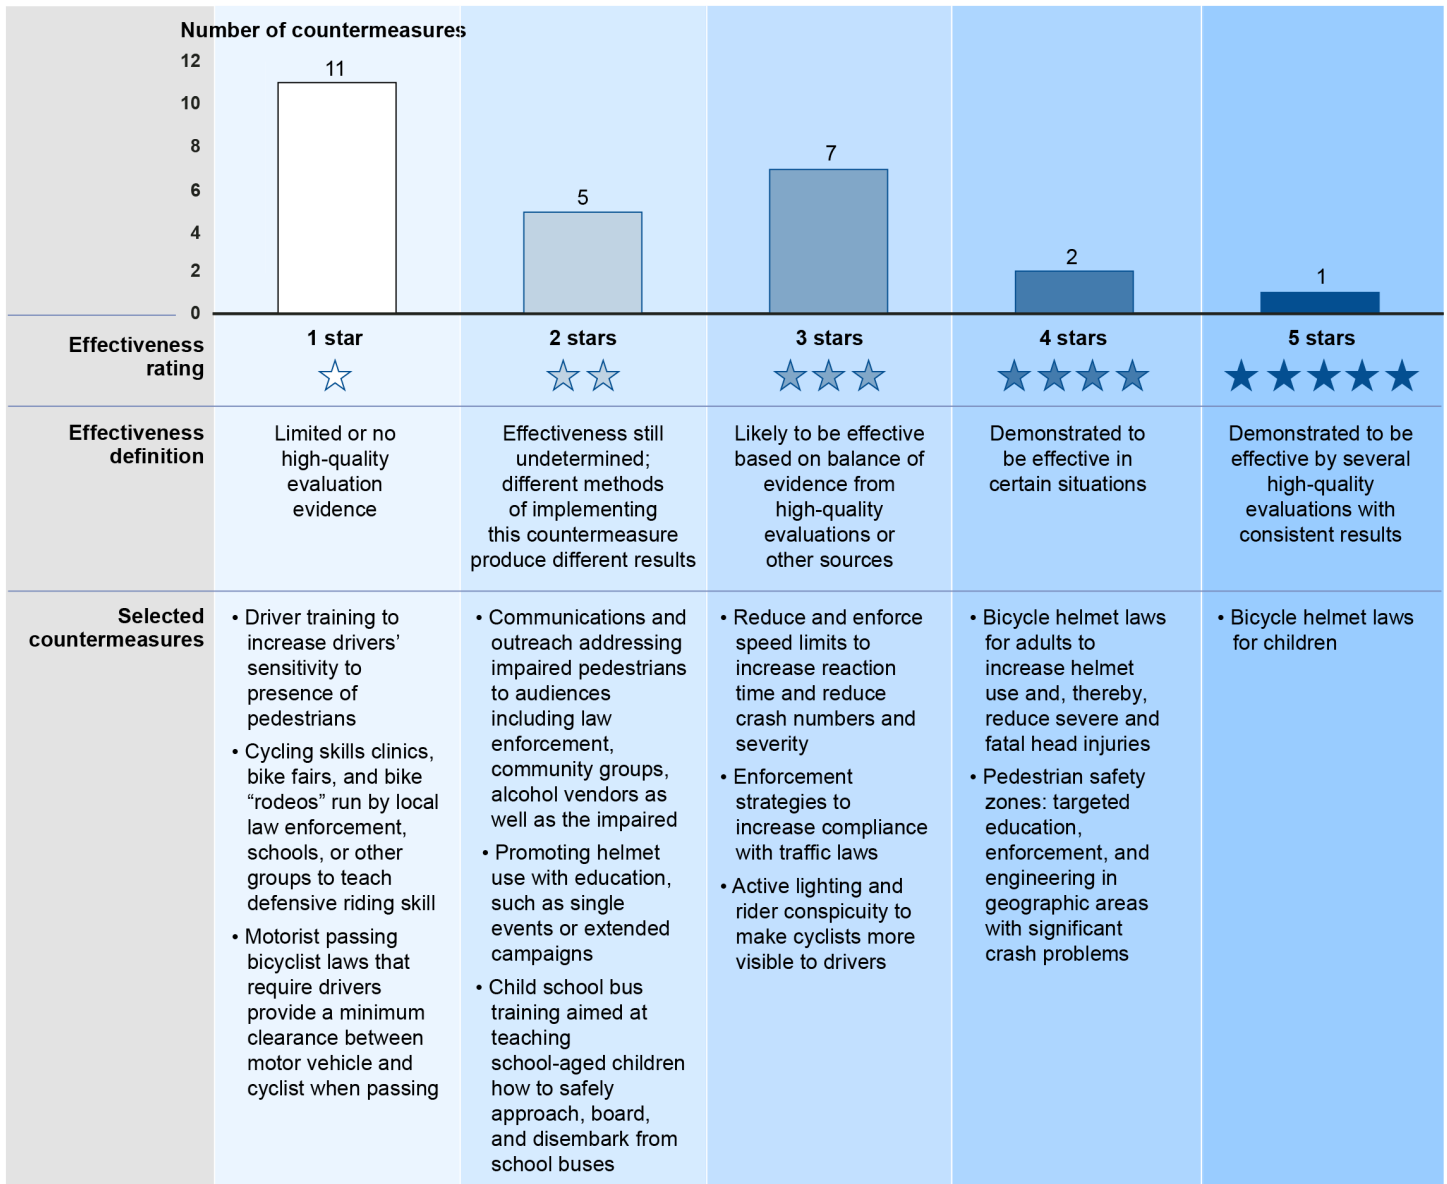 Number of countermeasures
12
10
8
6
4
2
0
11
5
7
2
1
Effectiveness
rating
1 star
2 stars
3 stars
4 stars
5 stars
Effectiveness
definition
Limited or no
high-quality
evaluation
evidence
Effectiveness still
undetermined;
different methods
of implementing
this countermeasure
produce different results
Likely to be effective
based on balance of
evidence from
high-quality
evaluations or
other sources
Demonstrated to
be effective in
certain situations
Demonstrated to be
effective by several
high-quality
evaluations with
consistent results
Selected
countermeasures
• Driver training to
increase drivers’
sensitivity to
presence of
pedestrians
• Cycling skills clinics,
bike fairs, and bike
“rodeos” run by local
law enforcement,
schools, or other
groups to teach
defensive riding skill
• Motorist passing
bicyclist laws that
require drivers
provide a minimum
clearance between
motor vehicle and
cyclist when passing
• Communications and
outreach addressing
impaired pedestrians
to audiences
including law
enforcement,
community groups,
alcohol vendors as
well as the impaired
• Promoting helmet
use with education,
such as single
events or extended
campaigns
• Child school bus
training aimed at
teaching
school-aged children
how to safely
approach, board,
and disembark from
school buses
• Reduce and enforce
speed limits to
increase reaction
time and reduce
crash numbers and
severity
• Enforcement
strategies to
increase compliance
with traffic laws
• Active lighting and
rider conspicuity to
make cyclists more
visible to drivers
• Bicycle helmet laws
for adults to
increase helmet
use and, thereby,
reduce severe and
fatal head injuries
• Pedestrian safety
zones: targeted
education,
enforcement, and
engineering in
geographic areas
with significant
crash problems
• Bicycle helmet laws
for children